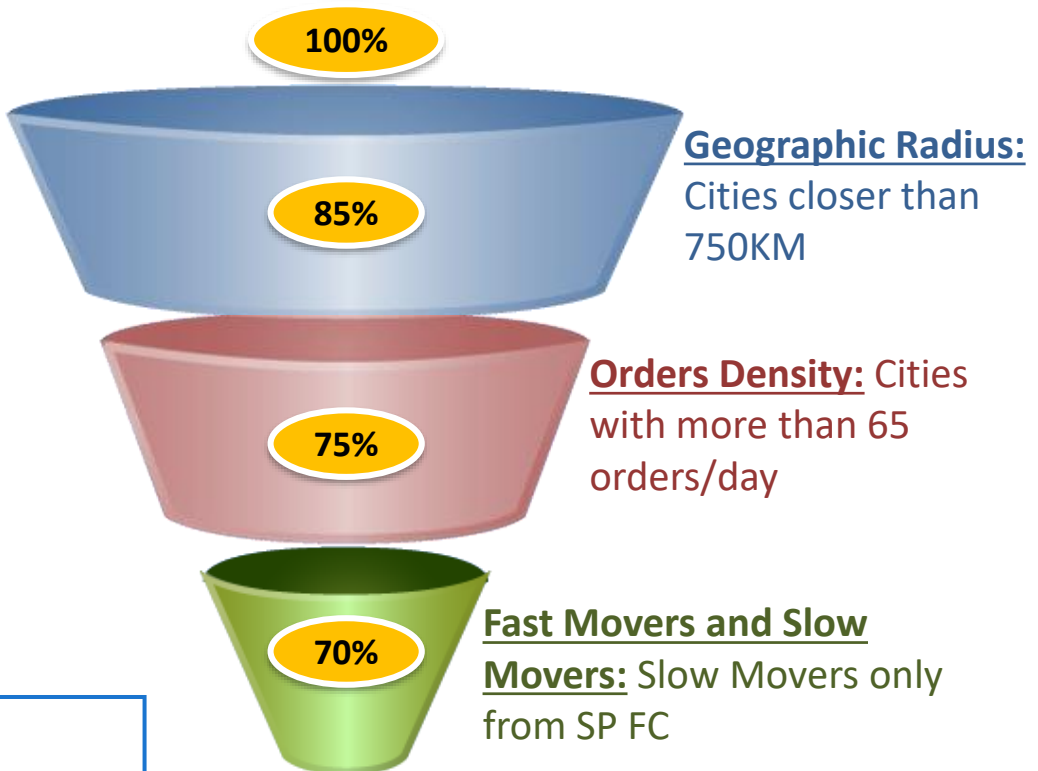 100%
85%
Geographic Radius:
Cities closer than
750KM
75%
Orders Density: Cities
with more than 65
orders/day
70%
Fast Movers and Slow
Movers: Slow Movers only
from SP FC